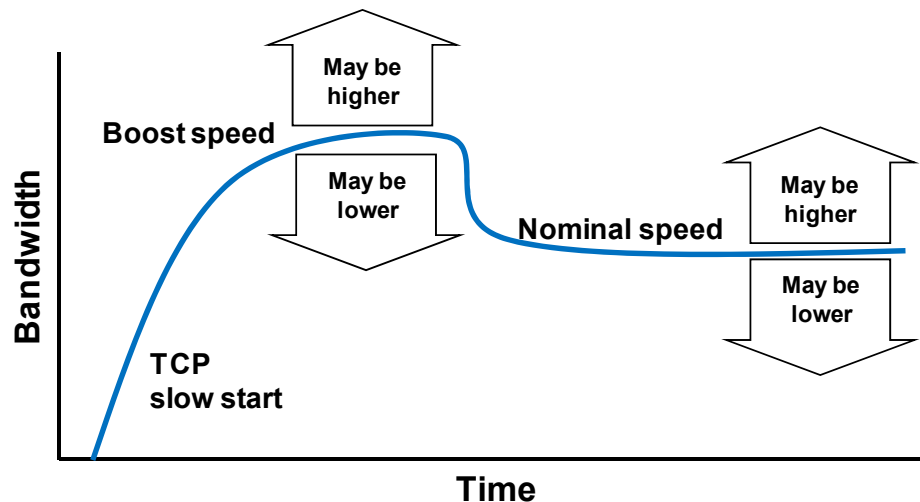 May be
higher
Boost speed
May be
lower
May be
higher
Nominal speed
May be
lower
TCP
slow start
Bandwidth
Time